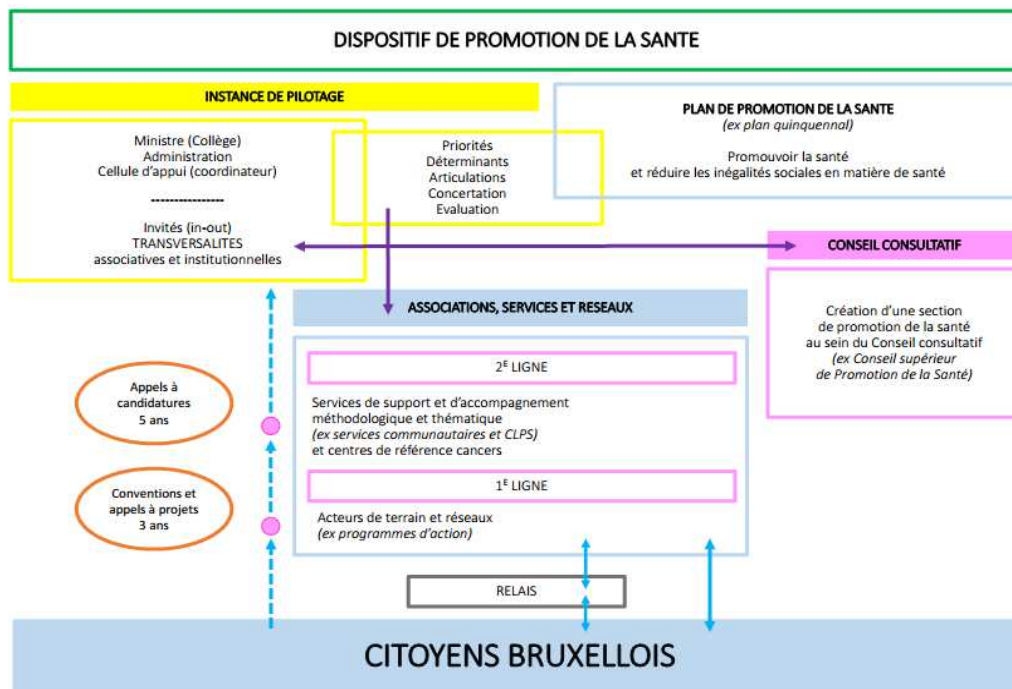 DISPOSITIF DE PROMOTION DE LA SANTE
INSTANCE DE PILOTAGE
Ministre (Collège)
Administration
Cellule d'appui (coordinateur)
----------------
Invités (in-out)
TRANSVERSALITES
associatives et institutionnelles
Priorités
Déterminants
Articulations
Concertation
Evaluation
PLAN DE PROMOTION DE LA SANTE
(ex plan quinquennal)
Promouvoir la santé
et réduire les inégalités sociales en matière de santé
CONSEIL CONSULTATIF
Création d'une section
de promotion de la santé
au sein du Conseil consultatif
(ex Conseil supérieur
de Promotion de la Santé)
ASSOCIATIONS, SERVICES ET RESEAUX
2E LIGNE
Services de support et d'accompagnement
méthodologique et thématique
(ex services communautaires et CLPS)
et centres de référence cancers
1E LIGNE
Acteurs de terrain et réseaux
(ex programmes d'action)
Appels à
candidatures
5 ans
Conventions et
appels à projets
3 ans
RELAIS
CITOYENS BRUXELLOIS